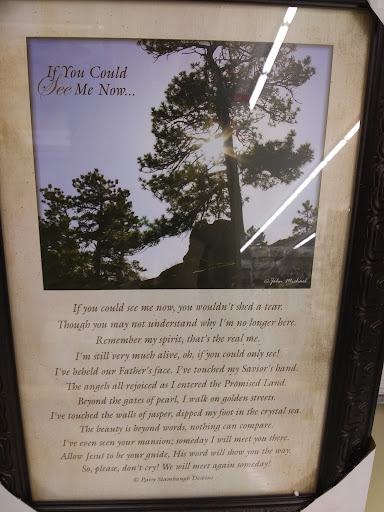 If You Could
See Me Now...
© John Michael
If you could see me now, you wouldn't shed a tear.
Though you may not understand why I'm no longer here.
Remember my spirit, that's the real me.
I'm still very much alive, oh, if you could only see!
I've beheld our Father's face. I've touched my Savior's hand.
The angels all rejoiced as I entered the Promised Land.
Beyond the gates of pearl, I walk on golden streets.
I've touched the walls of jasper, dipped my foot in the crystal sea.
The beauty is beyond words, nothing can compare.
I've even seen your mansion; someday I will meet you there.
Allow Jesus to be your guide, His word will show you the way.
So, please, don't cry! We will meet again someday!
© Stambaugh